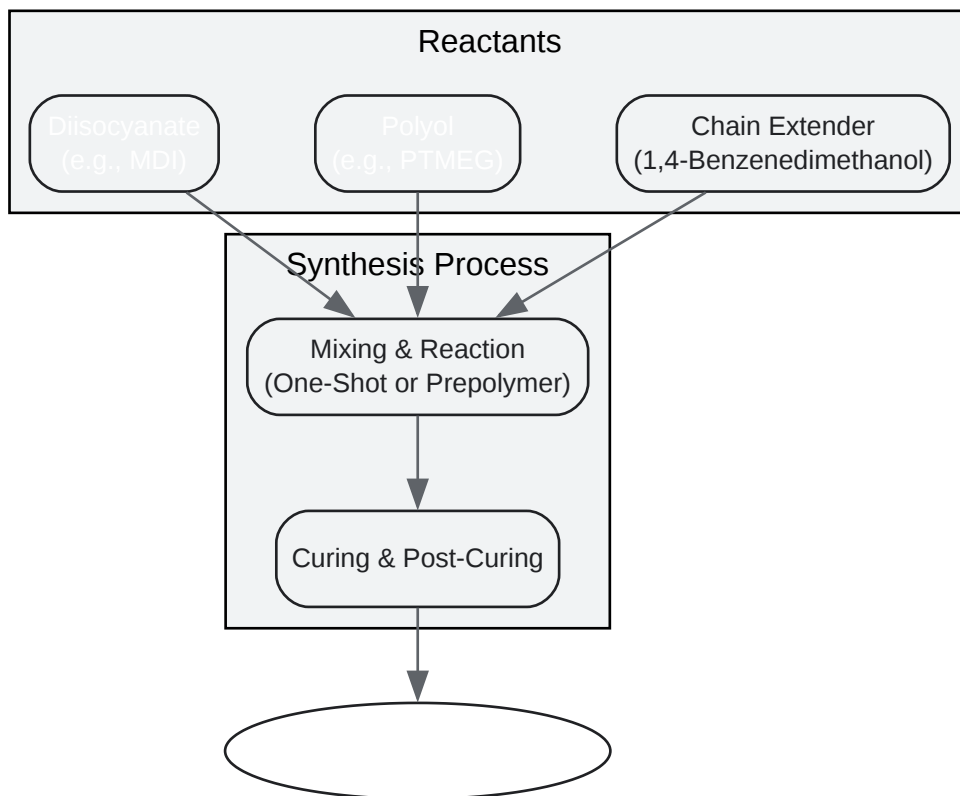 Reactants
Diisocyanate
(e.g., MDI)
Polyol
(e.g., PTMEG)
Chain Extender
(1,4-Benzenedimethanol)
Synthesis Process
Mixing & Reaction
(One-Shot or Prepolymer)
Curing & Post-Curing